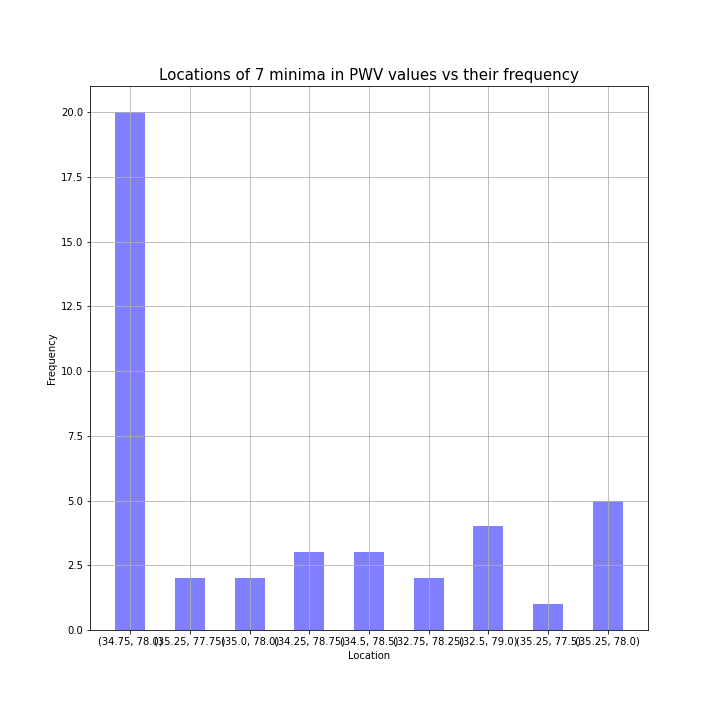 Locations of 7 minima in PWV values vs their frequency
Frequency
20.0
17.5
15.0
12.5
10.0
7.5
5.0
2.5
0.0
(34.75, 78.0) (35.25, 77.75) (35.0, 78.0) (34.25, 78.75) (34.5, 78.5) (32.75, 78.25) (32.5, 79.0) (35.25, 77.5) (35.25, 78.0)
Location